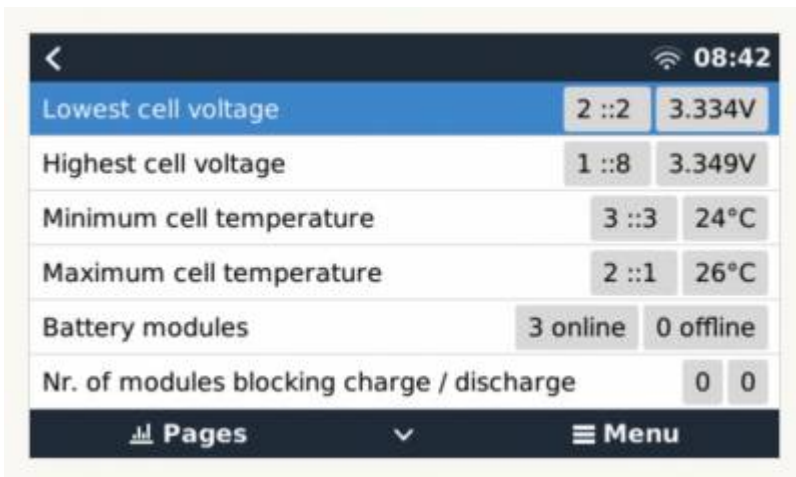 08:42
Lowest cell voltage 2 ::2 3.334V
Highest cell voltage 1 ::8 3.349V
Minimum cell temperature 3 ::3 24°C
Maximum cell temperature 2 ::1 26°C
Battery modules 3 online 0 offline
Nr. of modules blocking charge / discharge 0 0
Pages Menu